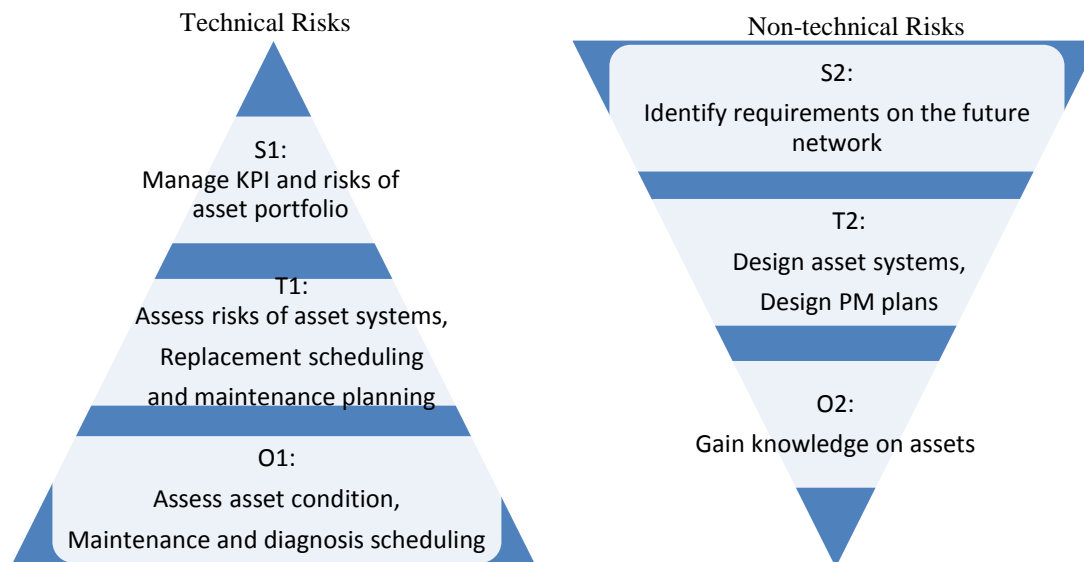 Technical Risks
S1:
Manage KPI and risks of
asset portfolio
T1:
Assess risks of asset systems,
Replacement scheduling
and maintenance planning
O1:
Assess asset condition,
Maintenance and diagnosis scheduling
Non-technical Risks
S2:
Identify requirements on the future
network
T2:
Design asset systems,
Design PM plans
O2:
Gain knowledge on assets